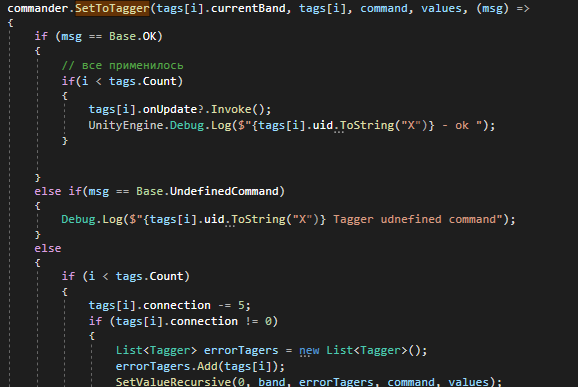 commander.SetToTagger(tags[i].currentBand, tags[i], command, values, (msg) =>
{
if (msg == Base.OK)
{
// все применилось
if(i < tags.Count)
{
tags[i].onUpdate?.Invoke();
UnityEngine.Debug.Log($"{tags[i].uid.ToString("X")} - ok ");
}
}
else if(msg == Base.UndefinedCommand)
{
Debug.Log($"{tags[i].uid.ToString("X")} Tagger udnefined command");
}
else
{
if (i < tags.Count)
{
tags[i].connection -= 5;
if (tags[i].connection != 0)
{
List<Tagger> errorTagers = new List<Tagger>();
errorTagers.Add(tags[i]);
SetValueRecursive(0, band, errorTagers, command, values);